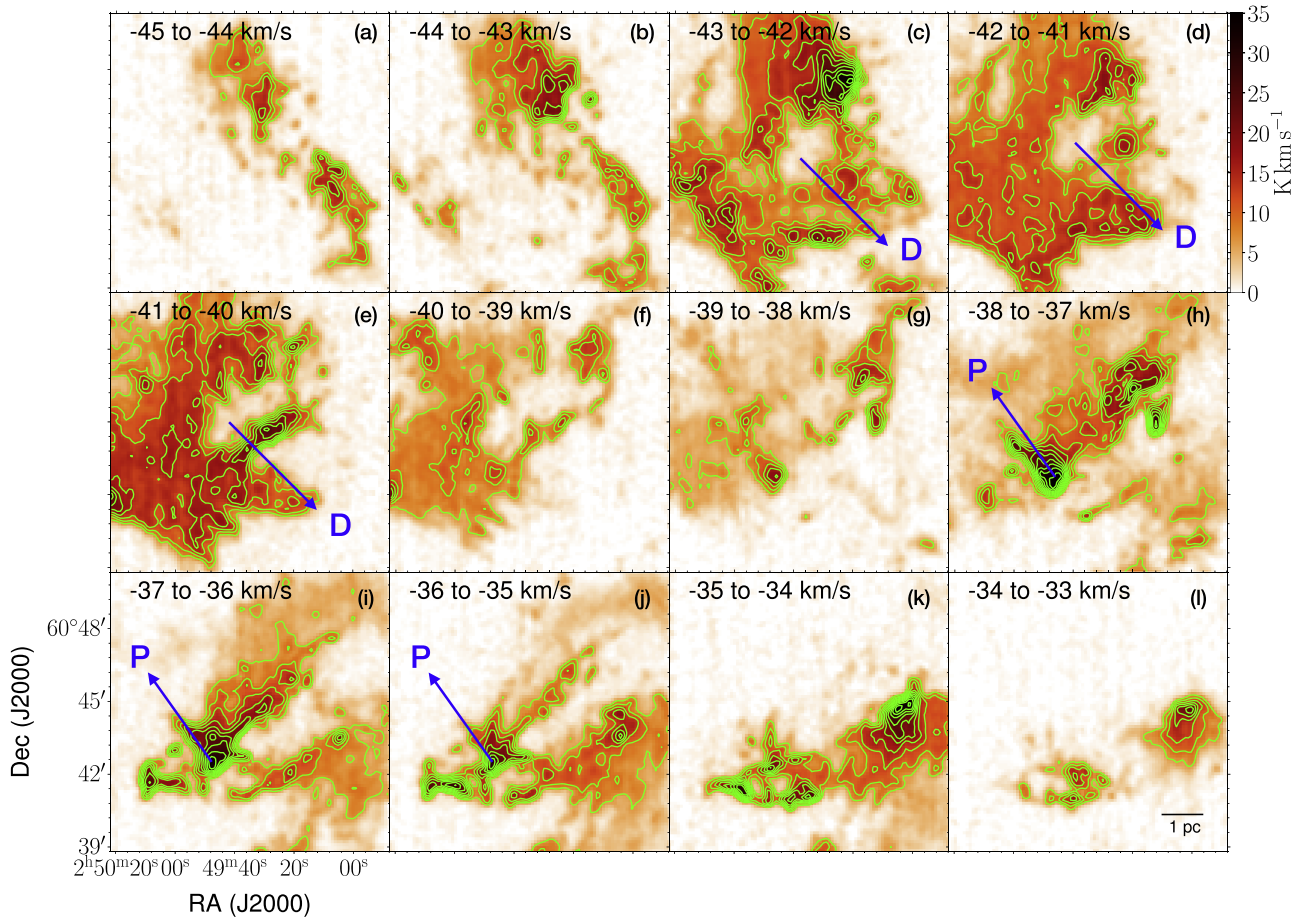 -45 to -44 km/s (a)
-44 to -43 km/s (b)
-43 to -42 km/s (c)
-42 to -41 km/s (d)
35
30
25
20
15
10
5
0
K km s⁻¹
D
D
-41 to -40 km/s (e)
-40 to -39 km/s (f)
-39 to -38 km/s (g)
-38 to -37 km/s (h)
P
D
-37 to -36 km/s (i)
-36 to -35 km/s (j)
-35 to -34 km/s (k)
-34 to -33 km/s (l)
P
P
60°48′
45′
42′
39′
Dec (J2000)
1 pc
2ʰ50ᵐ20ˢ 00ˢ 49ᵐ40ˢ 20ˢ 00ˢ
RA (J2000)